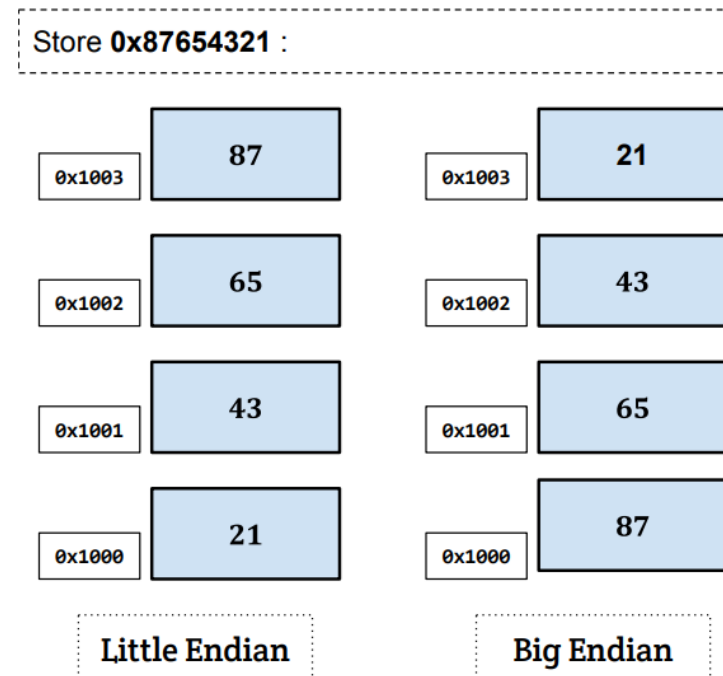 Store 0x87654321 :
0x1003 87 0x1003 21
0x1002 65 0x1002 43
0x1001 43 0x1001 65
0x1000 21 0x1000 87
Little Endian Big Endian